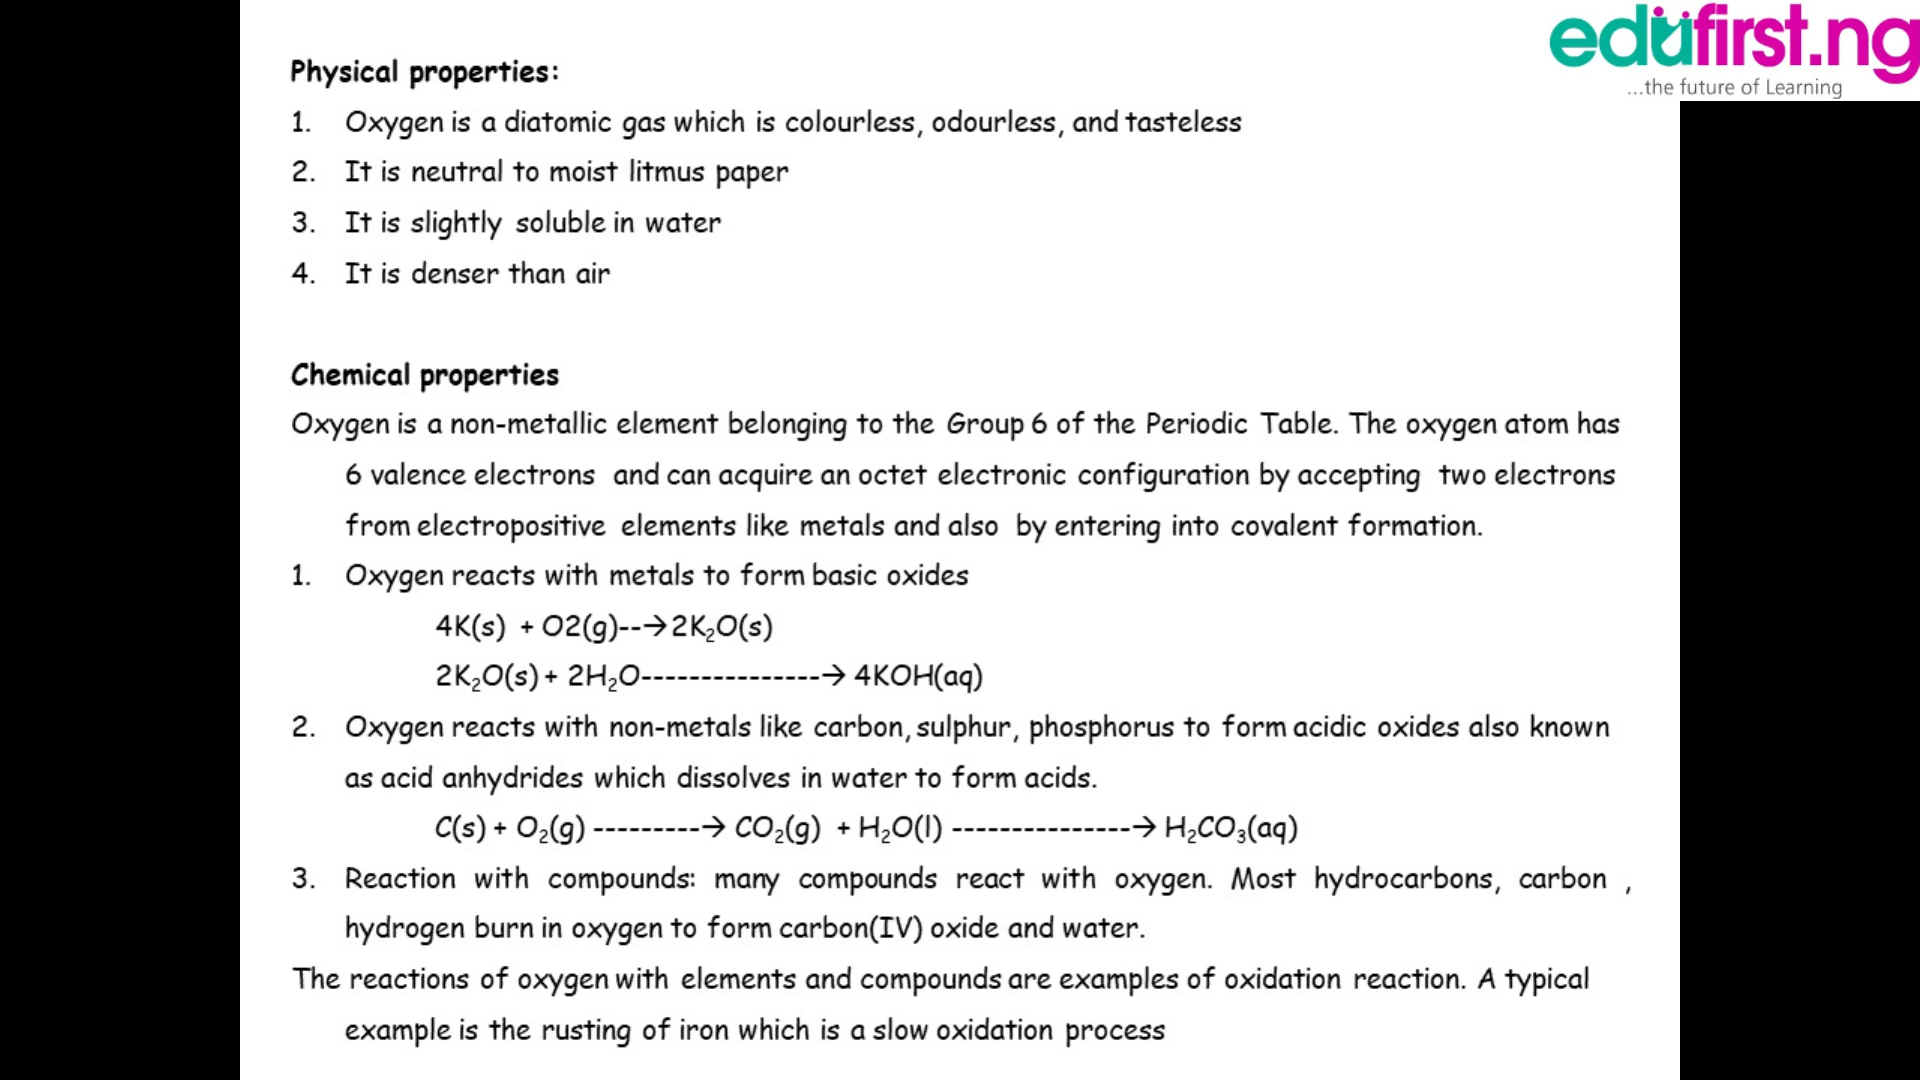 edufirst.ng
...the future of Learning
Physical properties:
1. Oxygen is a diatomic gas which is colourless, odourless, and tasteless
2. It is neutral to moist litmus paper
3. It is slightly soluble in water
4. It is denser than air
Chemical properties
Oxygen is a non-metallic element belonging to the Group 6 of the Periodic Table. The oxygen atom has
6 valence electrons and can acquire an octet electronic configuration by accepting two electrons
from electropositive elements like metals and also by entering into covalent formation.
1. Oxygen reacts with metals to form basic oxides
4K(s) + O2(g)--→2K₂O(s)
2K₂O(s) + 2H₂O---------------→ 4KOH(aq)
2. Oxygen reacts with non-metals like carbon, sulphur, phosphorus to form acidic oxides also known
as acid anhydrides which dissolves in water to form acids.
C(s) + O₂(g) ---------→ CO₂(g) + H₂O(l) ---------------→ H₂CO₃(aq)
3. Reaction with compounds: many compounds react with oxygen. Most hydrocarbons, carbon ,
hydrogen burn in oxygen to form carbon(IV) oxide and water.
The reactions of oxygen with elements and compounds are examples of oxidation reaction. A typical
example is the rusting of iron which is a slow oxidation process